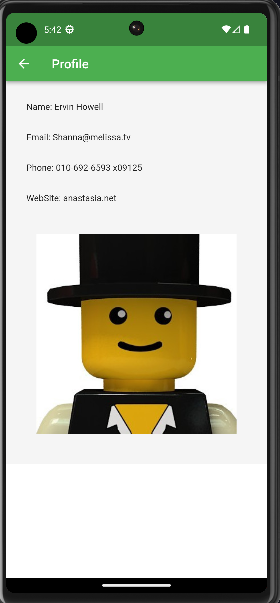 5:42
Profile
Name: Ervin Howell
Email: Shanna@melissa.tv
Phone: 010-692-6593 x09125
WebSite: anastasia.net